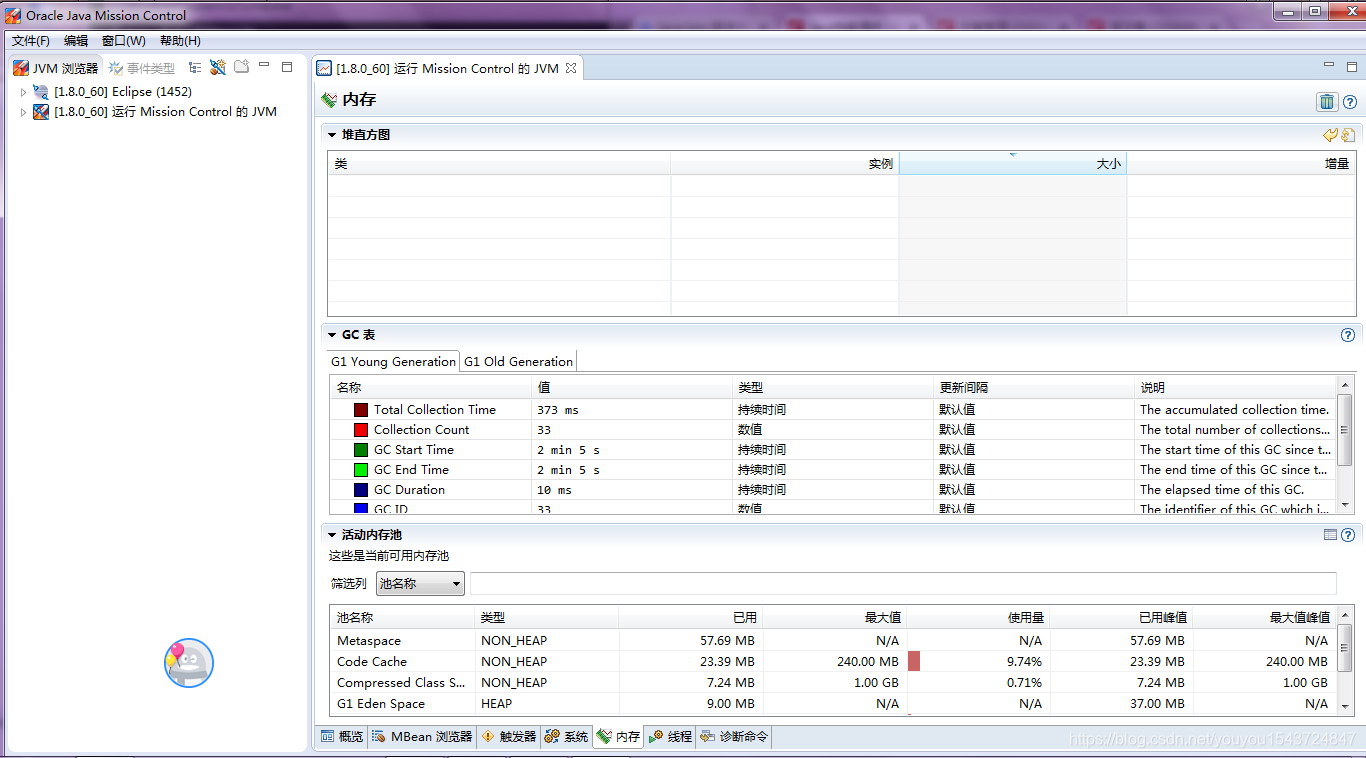 Oracle Java Mission Control
文件(F) 编辑 窗口(W) 帮助(H)
JVM 浏览器 事件类型
[1.8.0_60] Eclipse (1452)
[1.8.0_60] 运行 Mission Control 的 JVM
[1.8.0_60] 运行 Mission Control 的 JVM
内存
堆直方图
类 实例 大小 增量
GC 表
G1 Young Generation G1 Old Generation
名称 值 类型 更新间隔 说明
Total Collection Time 373 ms 持续时间 默认值 The accumulated collection time.
Collection Count 33 数值 默认值 The total number of collections...
GC Start Time 2 min 5 s 持续时间 默认值 The start time of this GC since t...
GC End Time 2 min 5 s 持续时间 默认值 The end time of this GC since t...
GC Duration 10 ms 持续时间 默认值 The elapsed time of this GC.
GC ID 33 数值 默认值 The identifier of this GC which i...
活动内存池
这些是当前可用内存池
筛选列 池名称
池名称 类型 已用 最大值 使用量 已用峰值 最大值峰值
Metaspace NON_HEAP 57.69 MB N/A N/A 57.69 MB N/A
Code Cache NON_HEAP 23.39 MB 240.00 MB 9.74% 23.39 MB 240.00 MB
Compressed Class S... NON_HEAP 7.24 MB 1.00 GB 0.71% 7.24 MB 1.00 GB
G1 Eden Space HEAP 9.00 MB N/A N/A 37.00 MB N/A
概览 MBean 浏览器 触发器 系统 内存 线程 诊断命令
https://blog.csdn.net/youyou1543724847